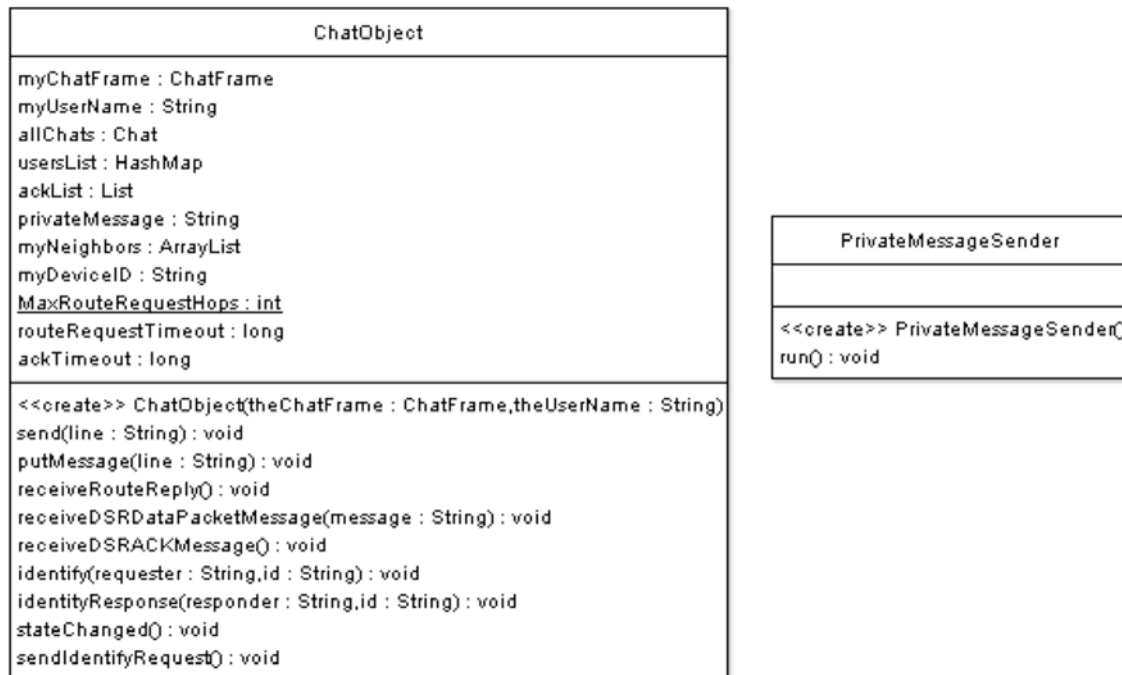 ChatObject
myChatFrame : ChatFrame
myUserName : String
allChats : Chat
usersList : HashMap
ackList : List
privateMessage : String
myNeighbors : ArrayList
myDeviceID : String
MaxRouteRequestHops : int
routeRequestTimeout : long
ackTimeout : long
<<create>> ChatObject(theChatFrame : ChatFrame,theUserName : String)
send(line : String) : void
putMessage(line : String) : void
receiveRouteReply() : void
receiveDSRDataPacketMessage(message : String) : void
receiveDSRACKMessage() : void
identify(requester : String,id : String) : void
identityResponse(responder : String,id : String) : void
stateChanged() : void
sendIdentifyRequest() : void
PrivateMessageSender
<<create>> PrivateMessageSender()
run() : void